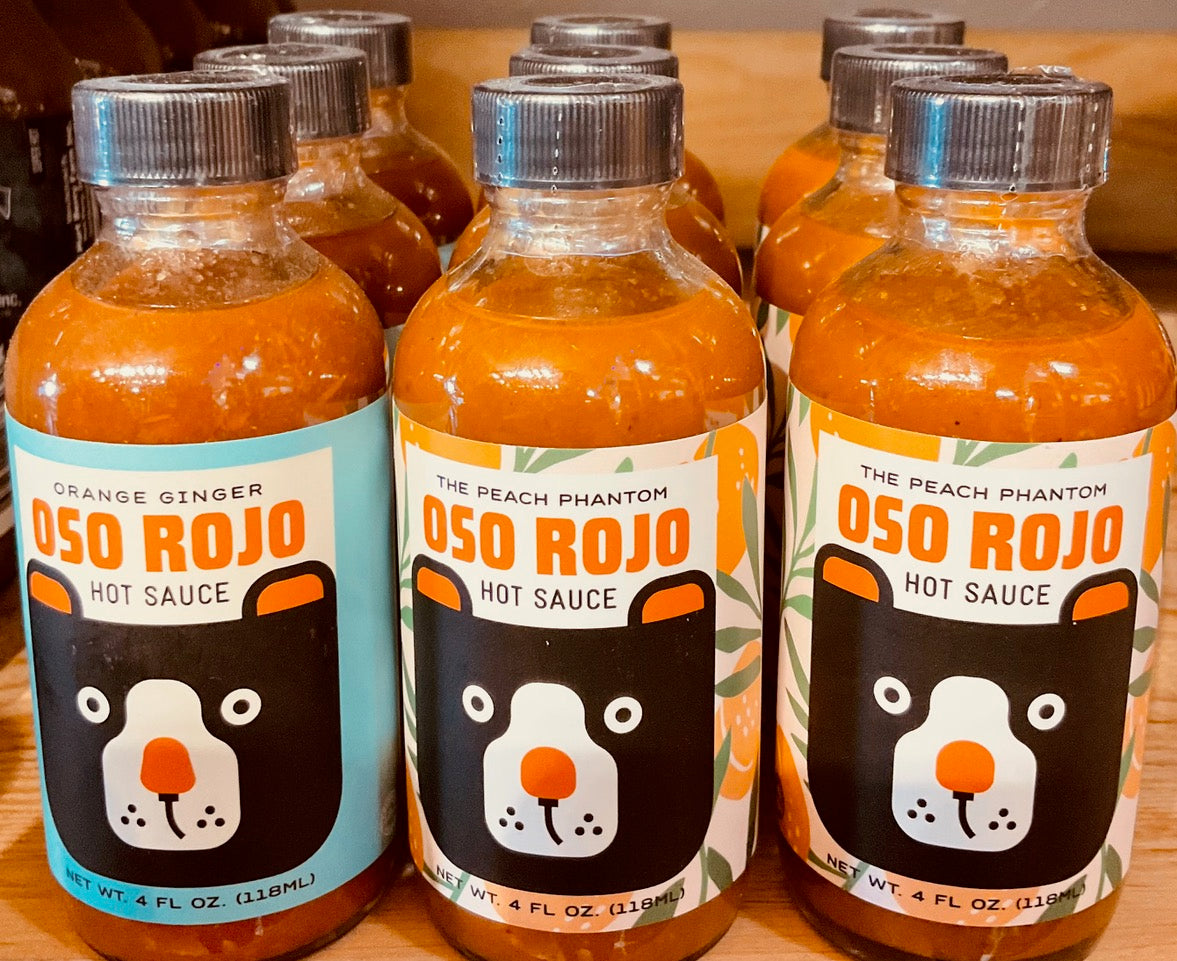 ORANGE GINGER
OSO ROJO
HOT SAUCE
NET WT. 4 FL OZ. (118ML)
THE PEACH PHANTOM
OSO ROJO
HOT SAUCE
NET WT. 4 FL OZ. (118ML)
THE PEACH PHANTOM
OSO ROJO
HOT SAUCE
NET WT. 4 FL OZ. (118ML)